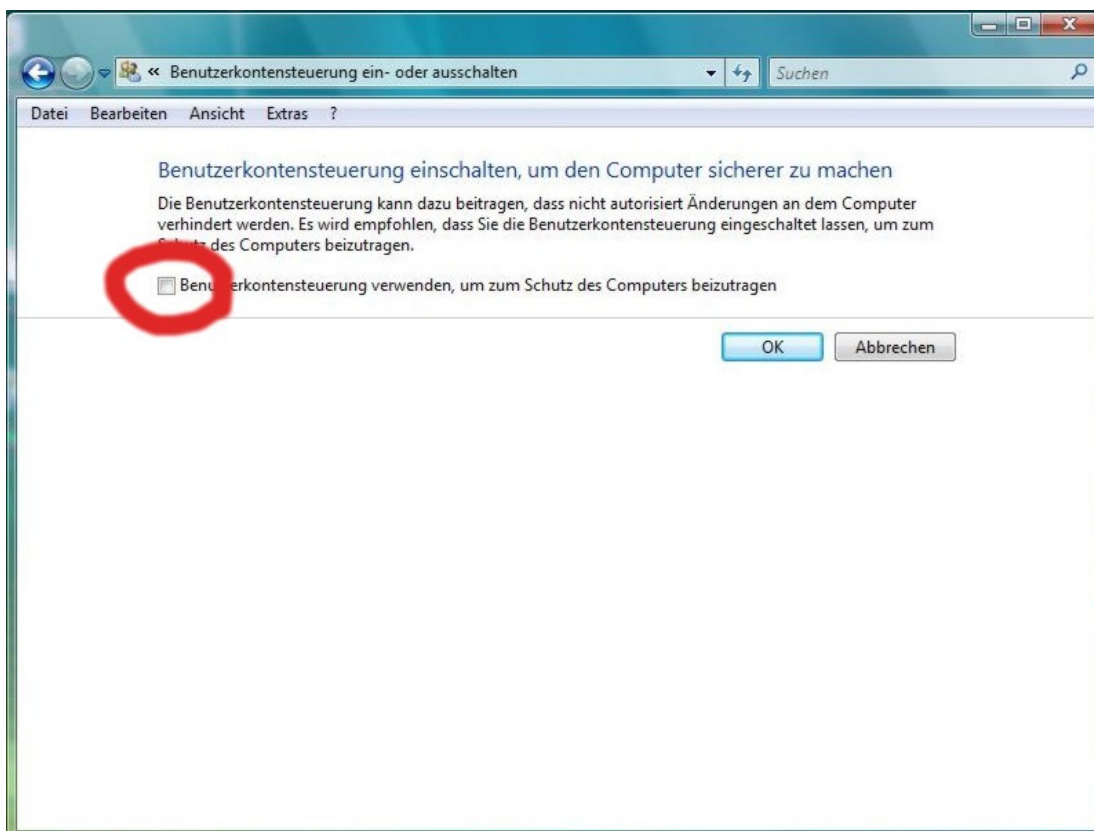 « Benutzerkontensteuerung ein- oder ausschalten
Suchen
Datei Bearbeiten Ansicht Extras ?
Benutzerkontensteuerung einschalten, um den Computer sicherer zu machen
Die Benutzerkontensteuerung kann dazu beitragen, dass nicht autorisiert Änderungen an dem Computer
verhindert werden. Es wird empfohlen, dass Sie die Benutzerkontensteuerung eingeschaltet lassen, um zum
Schutz des Computers beizutragen.
Benutzerkontensteuerung verwenden, um zum Schutz des Computers beizutragen
OK Abbrechen